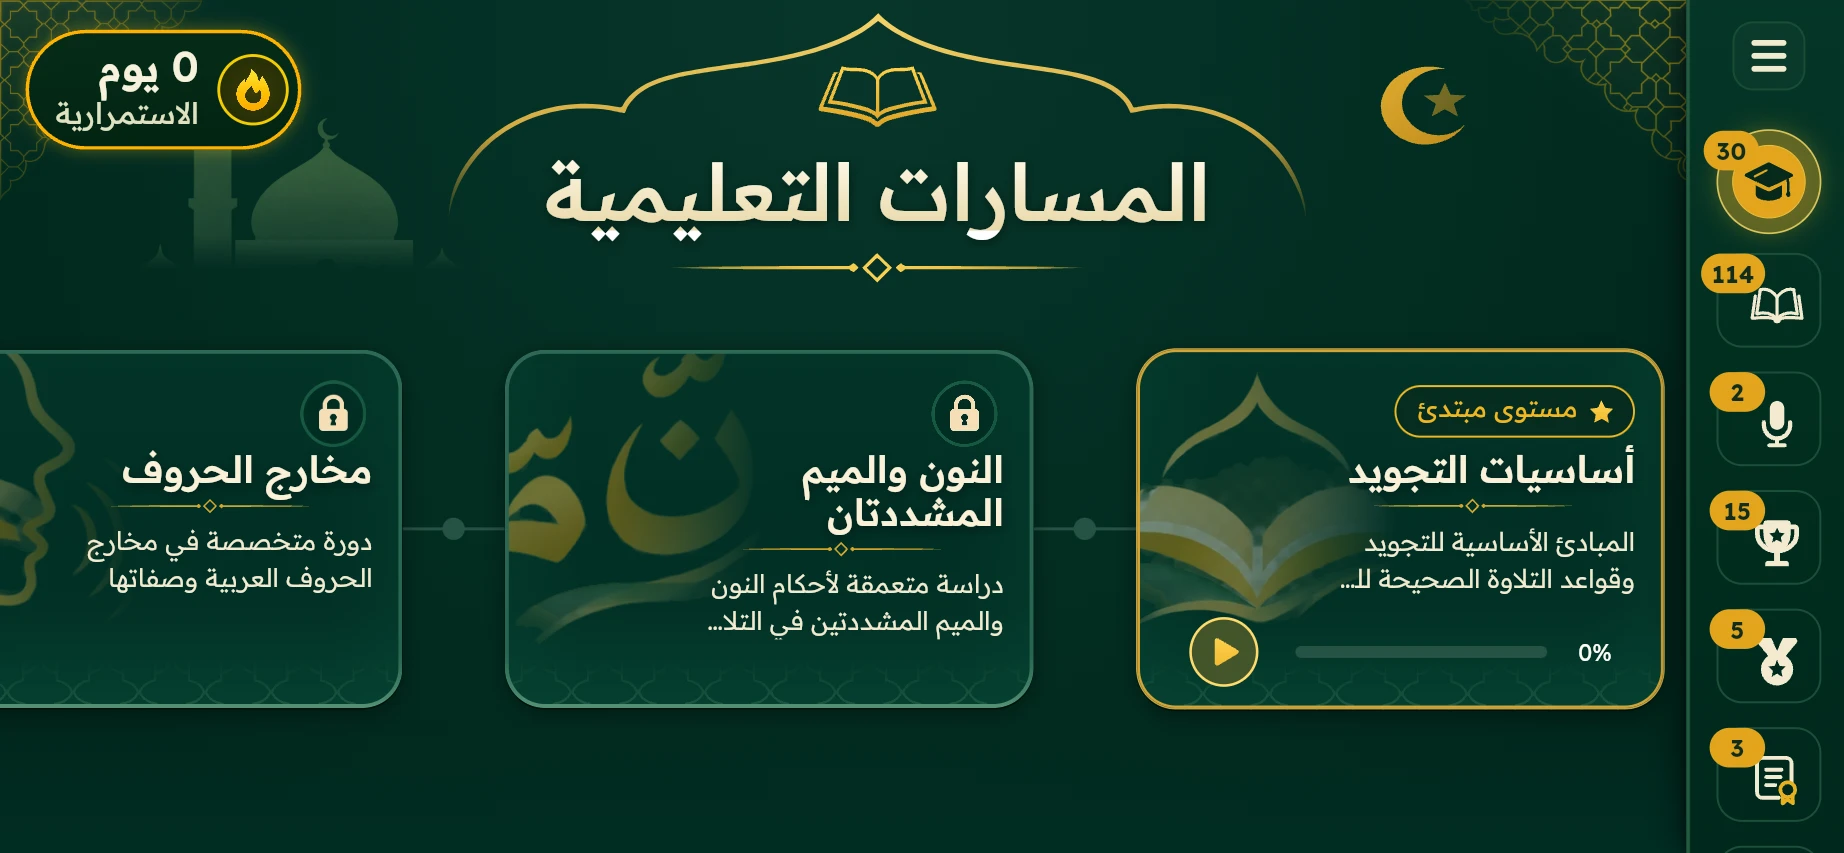 0 يوم
الاستمرارية
المسارات التعليمية
مستوى مبتدئ
أساسيات التجويد
المبادئ الأساسية للتجويد
وقواعد التلاوة الصحيحة للـ...
0%
النون والميم
المشددتان
دراسة متعمقة لأحكام النون
والميم المشددتين في التلا...
مخارج الحروف
دورة متخصصة في مخارج
الحروف العربية وصفاتها
نّ
مّ
30
114
2
15
5
3